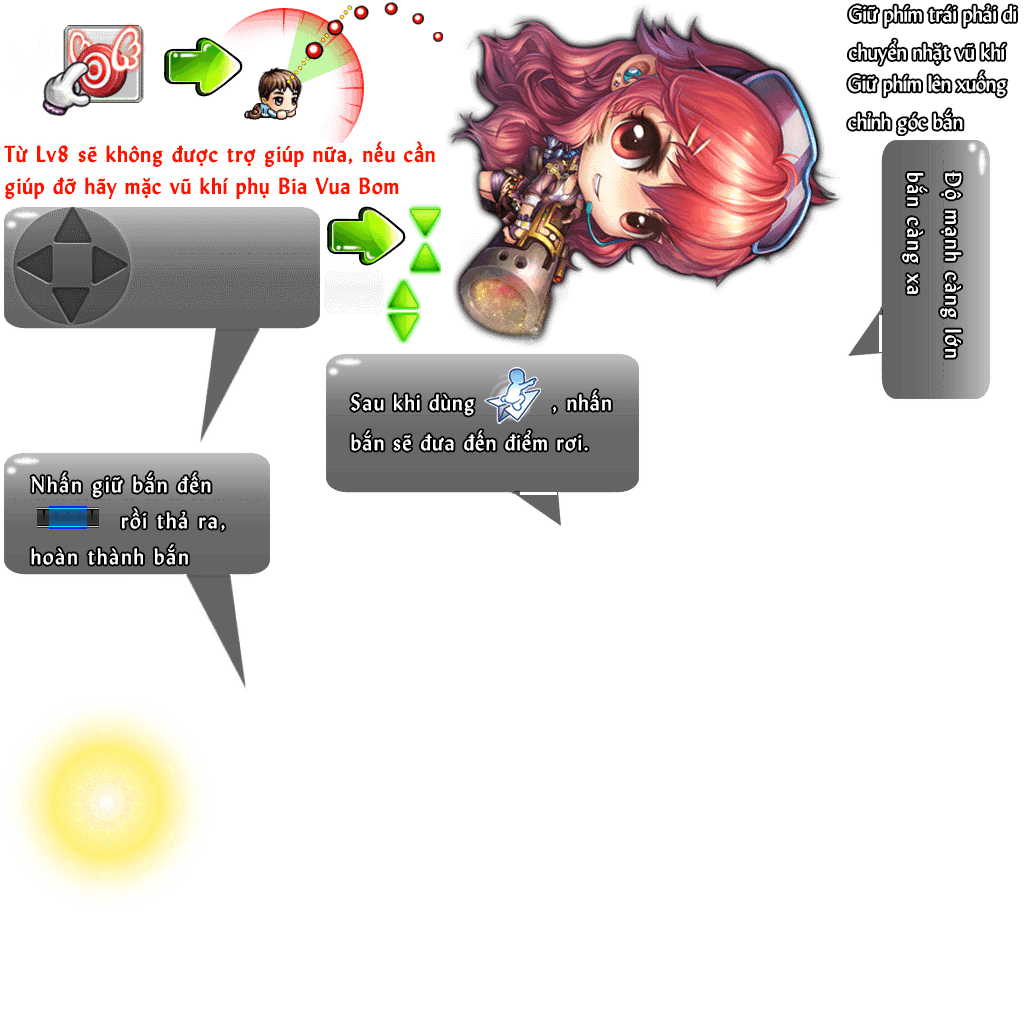 Giữ phím trái phải di
chuyển nhặt vũ khí
Giữ phím lên xuống
chỉnh góc bắn
Từ Lv8 sẽ không được trợ giúp nữa, nếu cần
giúp đỡ hãy mặc vũ khí phụ Bia Vua Bom
Độ mạnh càng lớn
bắn càng xa
Sau khi dùng , nhấn
bắn sẽ đưa đến điểm rơi.
Nhấn giữ bắn đến
rồi thả ra,
hoàn thành bắn